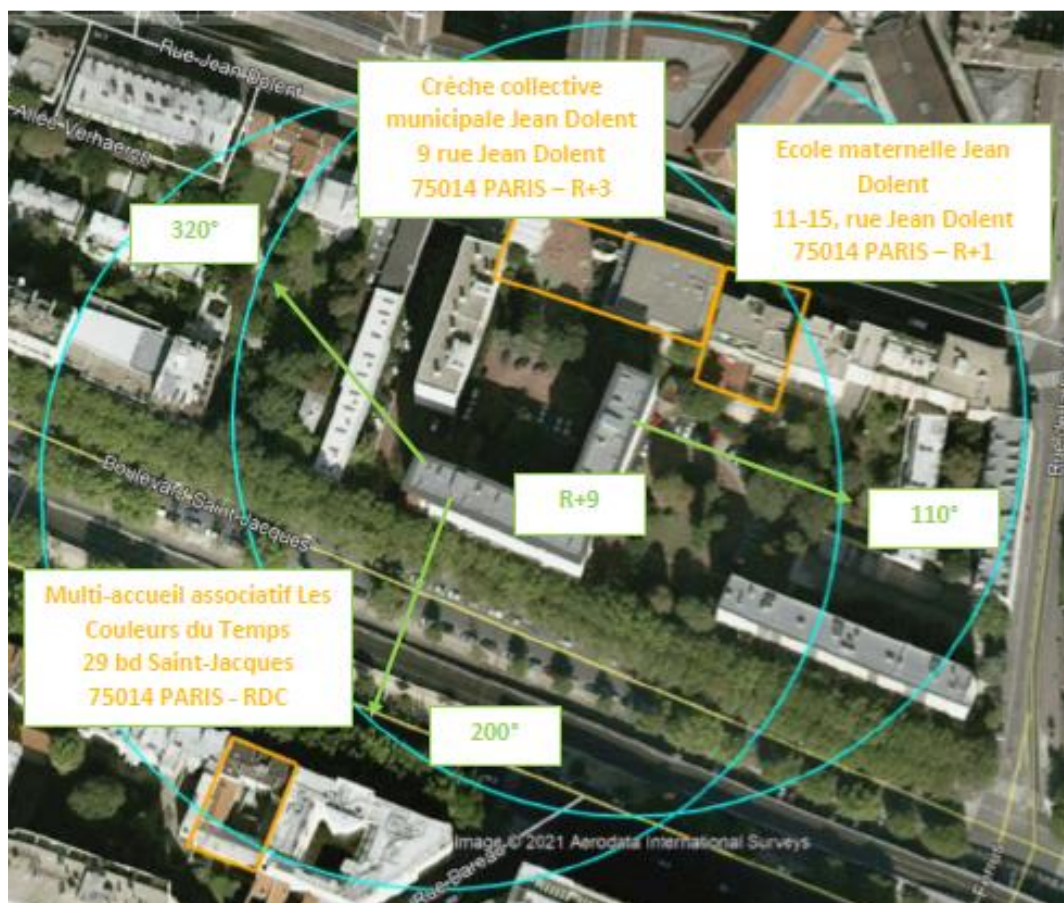 Rue Jean Dolent
Allée Verhaeren
Crèche collective
municipale Jean Dolent
9 rue Jean Dolent
75014 PARIS – R+3
Ecole maternelle Jean
Dolent
11-15, rue Jean Dolent
75014 PARIS – R+1
320°
Boulevard Saint-Jacques
R+9
110°
Multi-accueil associatif Les
Couleurs du Temps
29 bd Saint-Jacques
75014 PARIS - RDC
200°
Image © 2021 Aerodata International Surveys
Rue Dareau